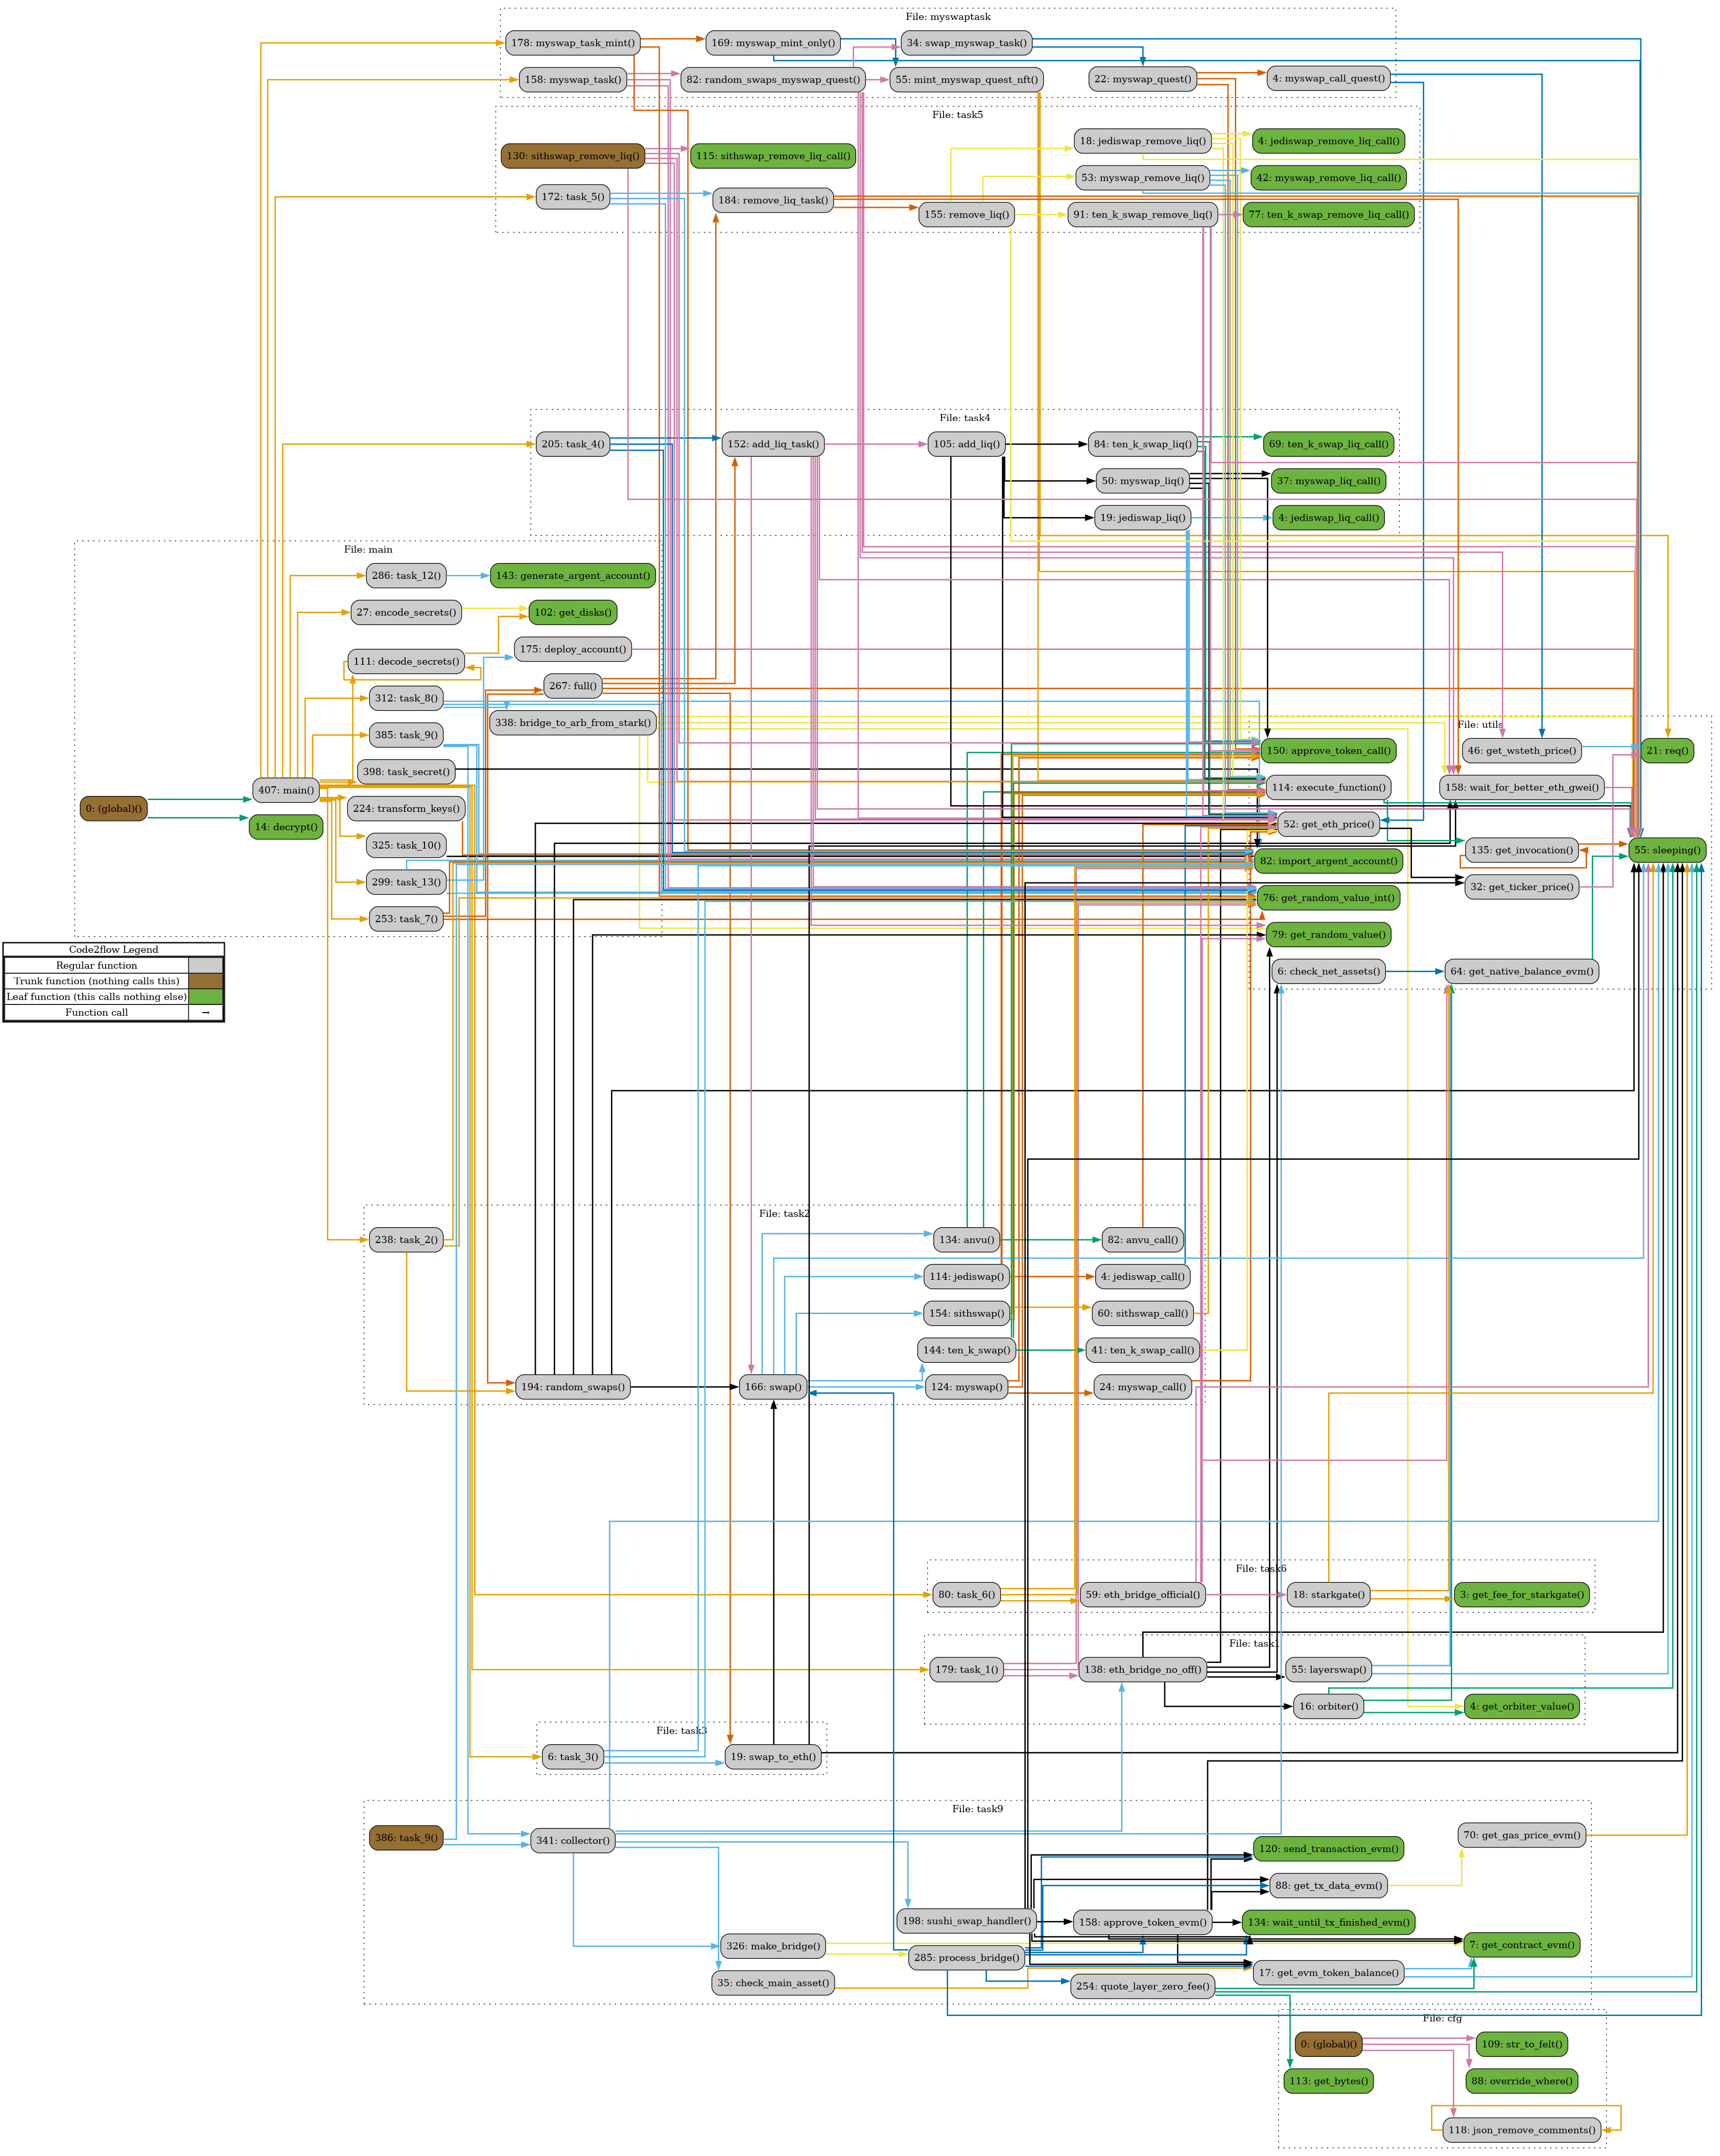 File: myswaptask
178: myswap_task_mint()
169: myswap_mint_only()
34: swap_myswap_task()
158: myswap_task()
82: random_swaps_myswap_quest()
55: mint_myswap_quest_nft()
22: myswap_quest()
4: myswap_call_quest()
File: task5
18: jediswap_remove_liq()
4: jediswap_remove_liq_call()
130: sithswap_remove_liq()
115: sithswap_remove_liq_call()
53: myswap_remove_liq()
42: myswap_remove_liq_call()
172: task_5()
184: remove_liq_task()
155: remove_liq()
91: ten_k_swap_remove_liq()
77: ten_k_swap_remove_liq_call()
File: task4
205: task_4()
152: add_liq_task()
105: add_liq()
84: ten_k_swap_liq()
69: ten_k_swap_liq_call()
50: myswap_liq()
37: myswap_liq_call()
19: jediswap_liq()
4: jediswap_liq_call()
File: main
286: task_12()
143: generate_argent_account()
27: encode_secrets()
102: get_disks()
175: deploy_account()
111: decode_secrets()
267: full()
312: task_8()
338: bridge_to_arb_from_stark()
385: task_9()
398: task_secret()
407: main()
0: (global)()
224: transform_keys()
14: decrypt()
325: task_10()
299: task_13()
253: task_7()
File: utils
150: approve_token_call()
46: get_wsteth_price()
21: req()
114: execute_function()
158: wait_for_better_eth_gwei()
52: get_eth_price()
135: get_invocation()
55: sleeping()
82: import_argent_account()
32: get_ticker_price()
76: get_random_value_int()
79: get_random_value()
6: check_net_assets()
64: get_native_balance_evm()
Code2flow Legend
Regular function
Trunk function (nothing calls this)
Leaf function (this calls nothing else)
Function call →
File: task2
238: task_2()
134: anvu()
82: anvu_call()
114: jediswap()
4: jediswap_call()
154: sithswap()
60: sithswap_call()
144: ten_k_swap()
41: ten_k_swap_call()
194: random_swaps()
166: swap()
124: myswap()
24: myswap_call()
File: task6
80: task_6()
59: eth_bridge_official()
18: starkgate()
3: get_fee_for_starkgate()
File: task1
179: task_1()
138: eth_bridge_no_off()
55: layerswap()
16: orbiter()
4: get_orbiter_value()
File: task3
6: task_3()
19: swap_to_eth()
File: task9
386: task_9()
341: collector()
70: get_gas_price_evm()
120: send_transaction_evm()
88: get_tx_data_evm()
198: sushi_swap_handler()
158: approve_token_evm()
134: wait_until_tx_finished_evm()
326: make_bridge()
285: process_bridge()
7: get_contract_evm()
17: get_evm_token_balance()
35: check_main_asset()
254: quote_layer_zero_fee()
File: cfg
0: (global)()
109: str_to_felt()
113: get_bytes()
88: override_where()
118: json_remove_comments()